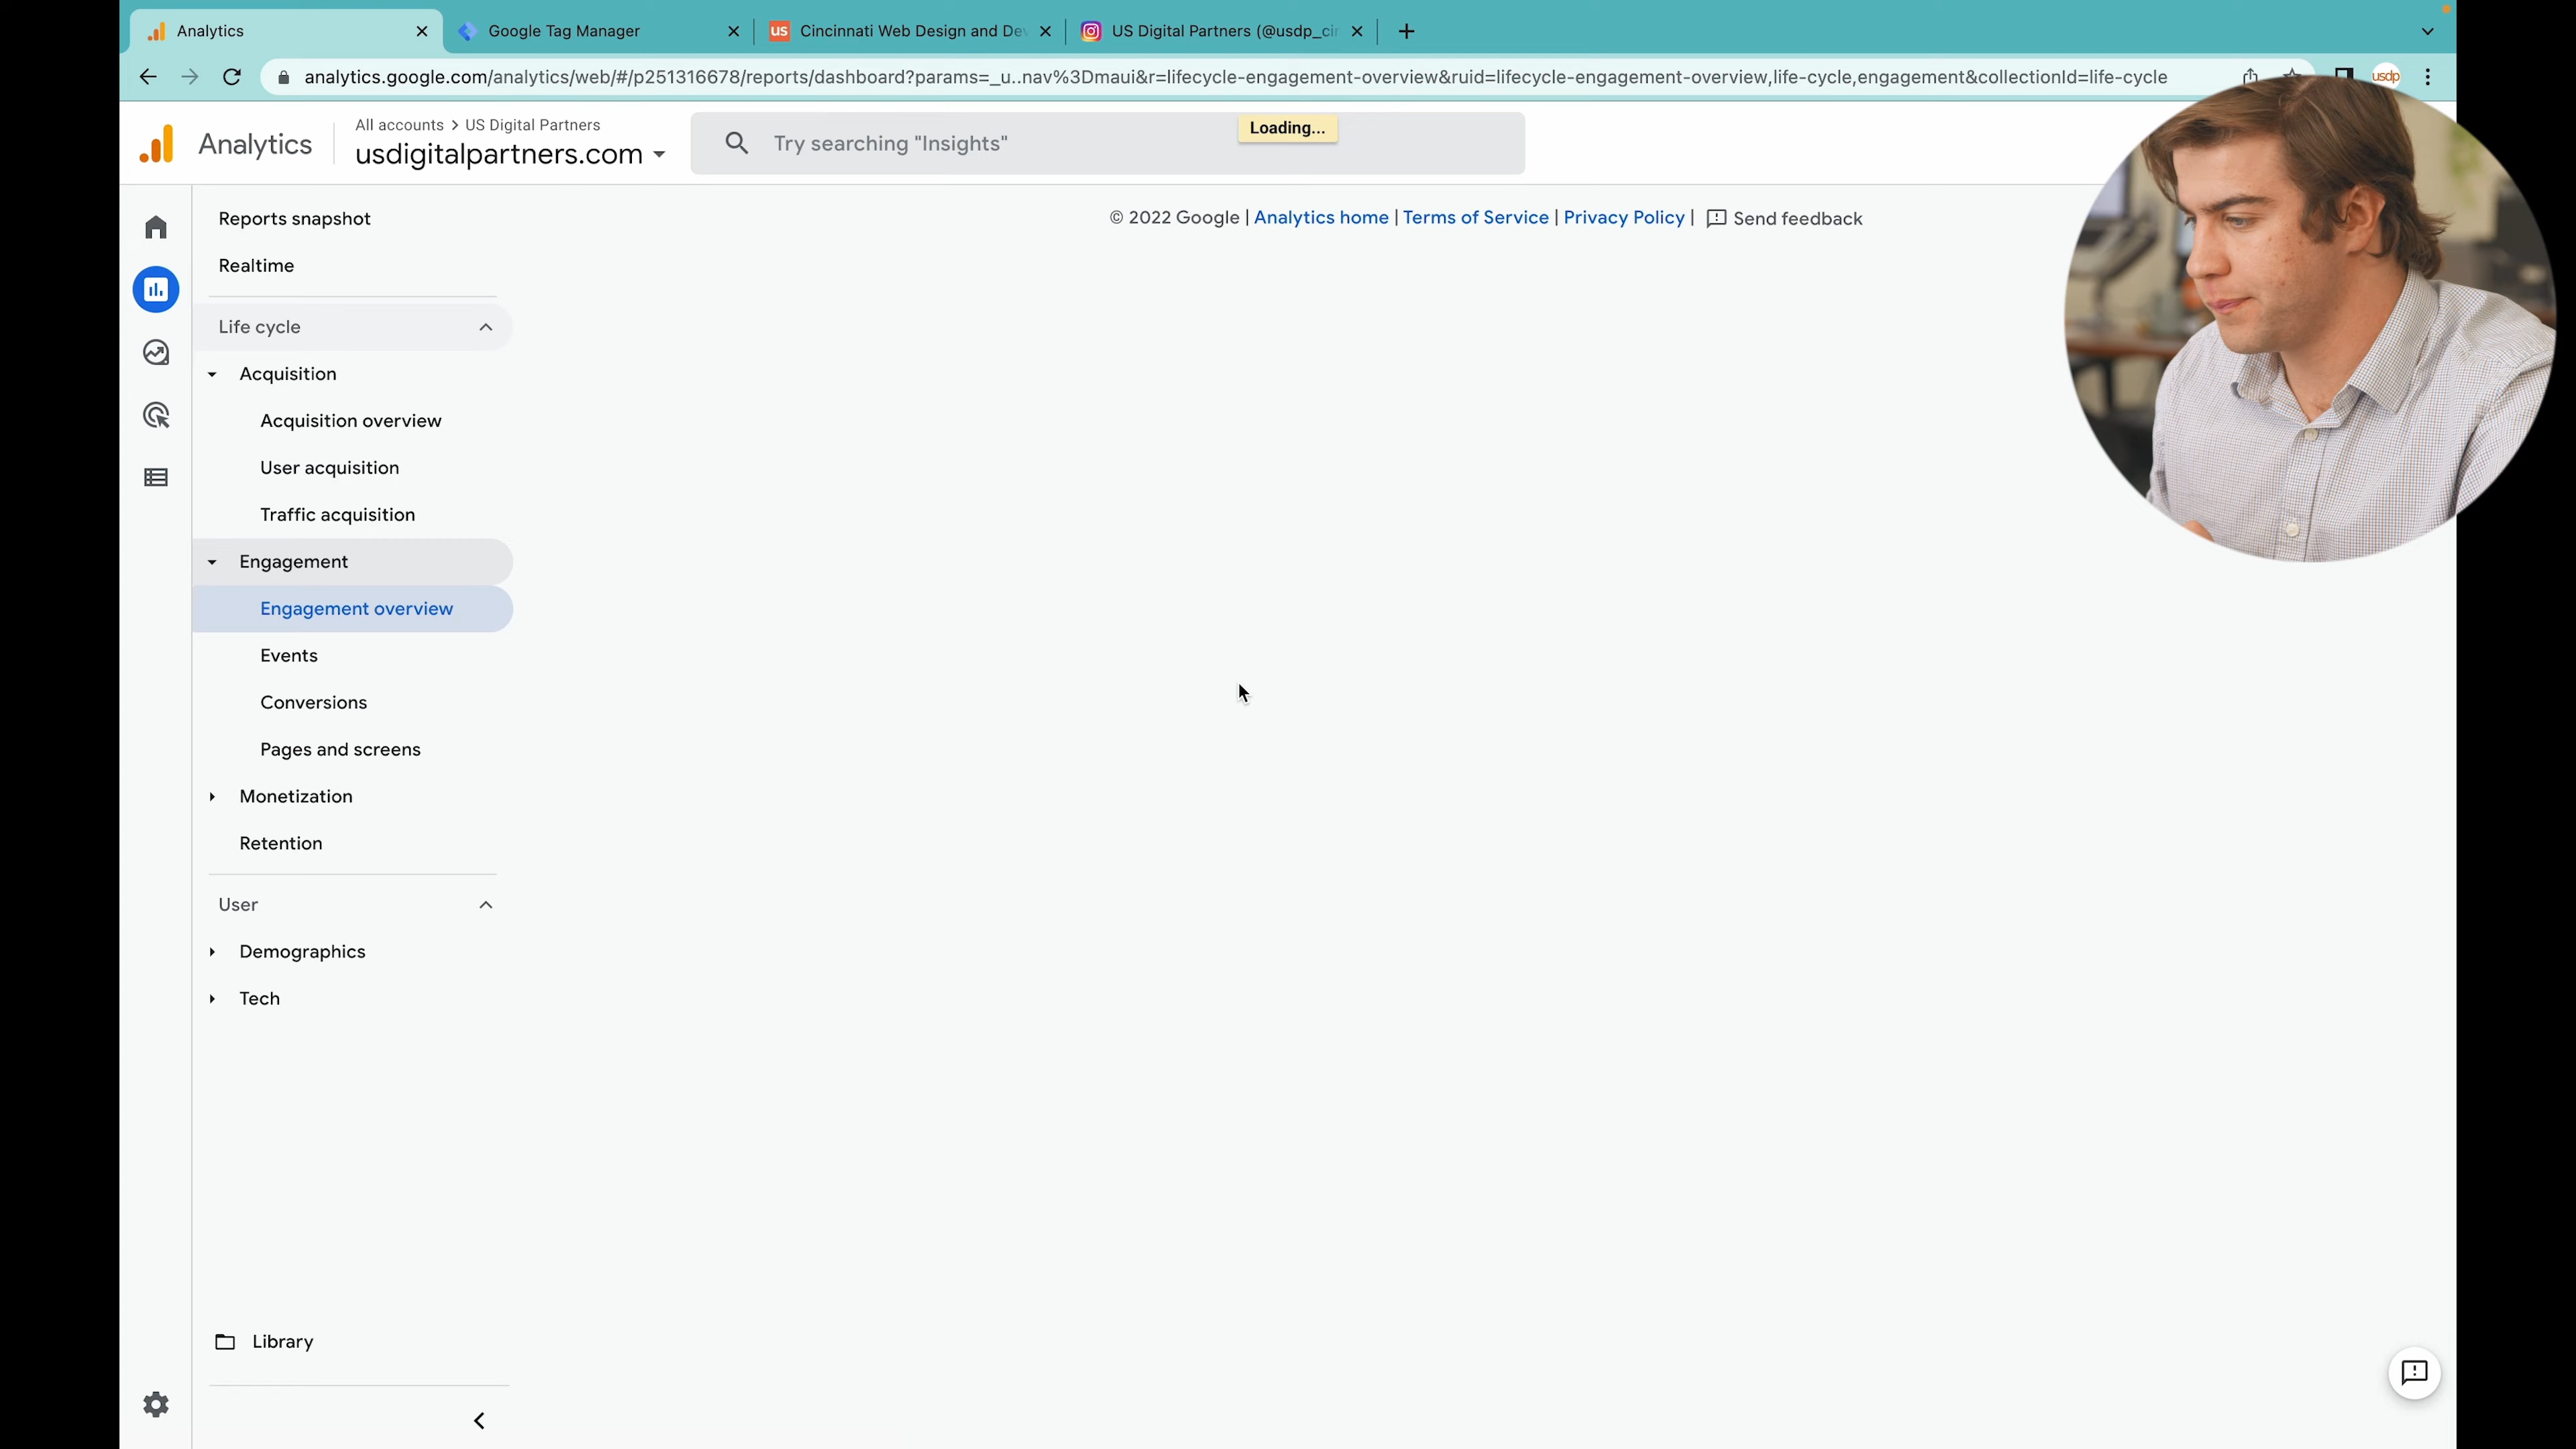 Analytics
Google Tag Manager
us Cincinnati Web Design and De
US Digital Partners (@usdp_ci
analytics.google.com/analytics/web/#/p251316678/reports/dashboard?params=_u..nav%3Dmaui&r=lifecycle-engagement-overview&ruid=lifecycle-engagement-overview,life-cycle,engagement&collectionId=life-cycle
usdp
Analytics
All accounts > US Digital Partners
usdigitalpartners.com
Try searching "Insights"
Loading...
Reports snapshot
© 2022 Google | Analytics home | Terms of Service | Privacy Policy | Send feedback
Realtime
Life cycle
Acquisition
Acquisition overview
User acquisition
Traffic acquisition
Engagement
Engagement overview
Events
Conversions
Pages and screens
Monetization
Retention
User
Demographics
Tech
Library